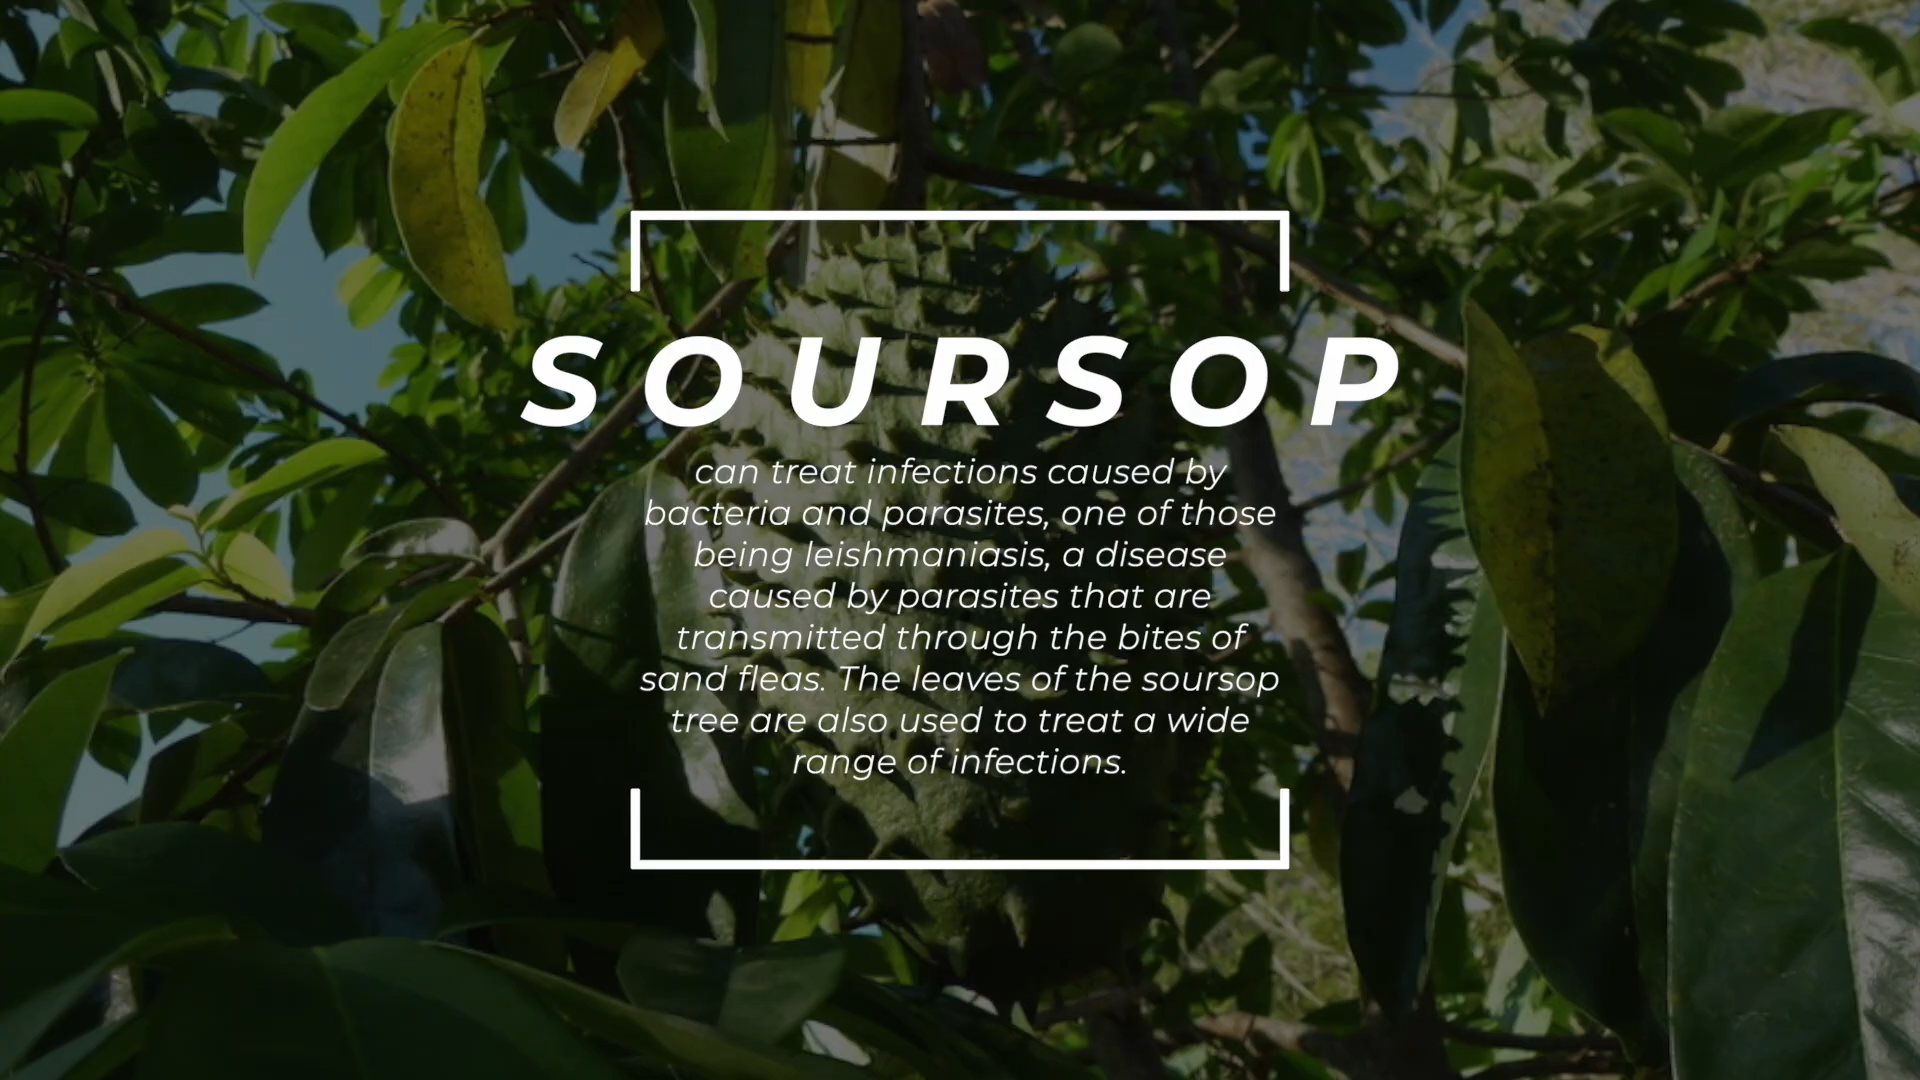 SOURSOP
can treat infections caused by
bacteria and parasites, one of those
being leishmaniasis, a disease
caused by parasites that are
transmitted through the bites of
sand fleas. The leaves of the soursop
tree are also used to treat a wide
range of infections.